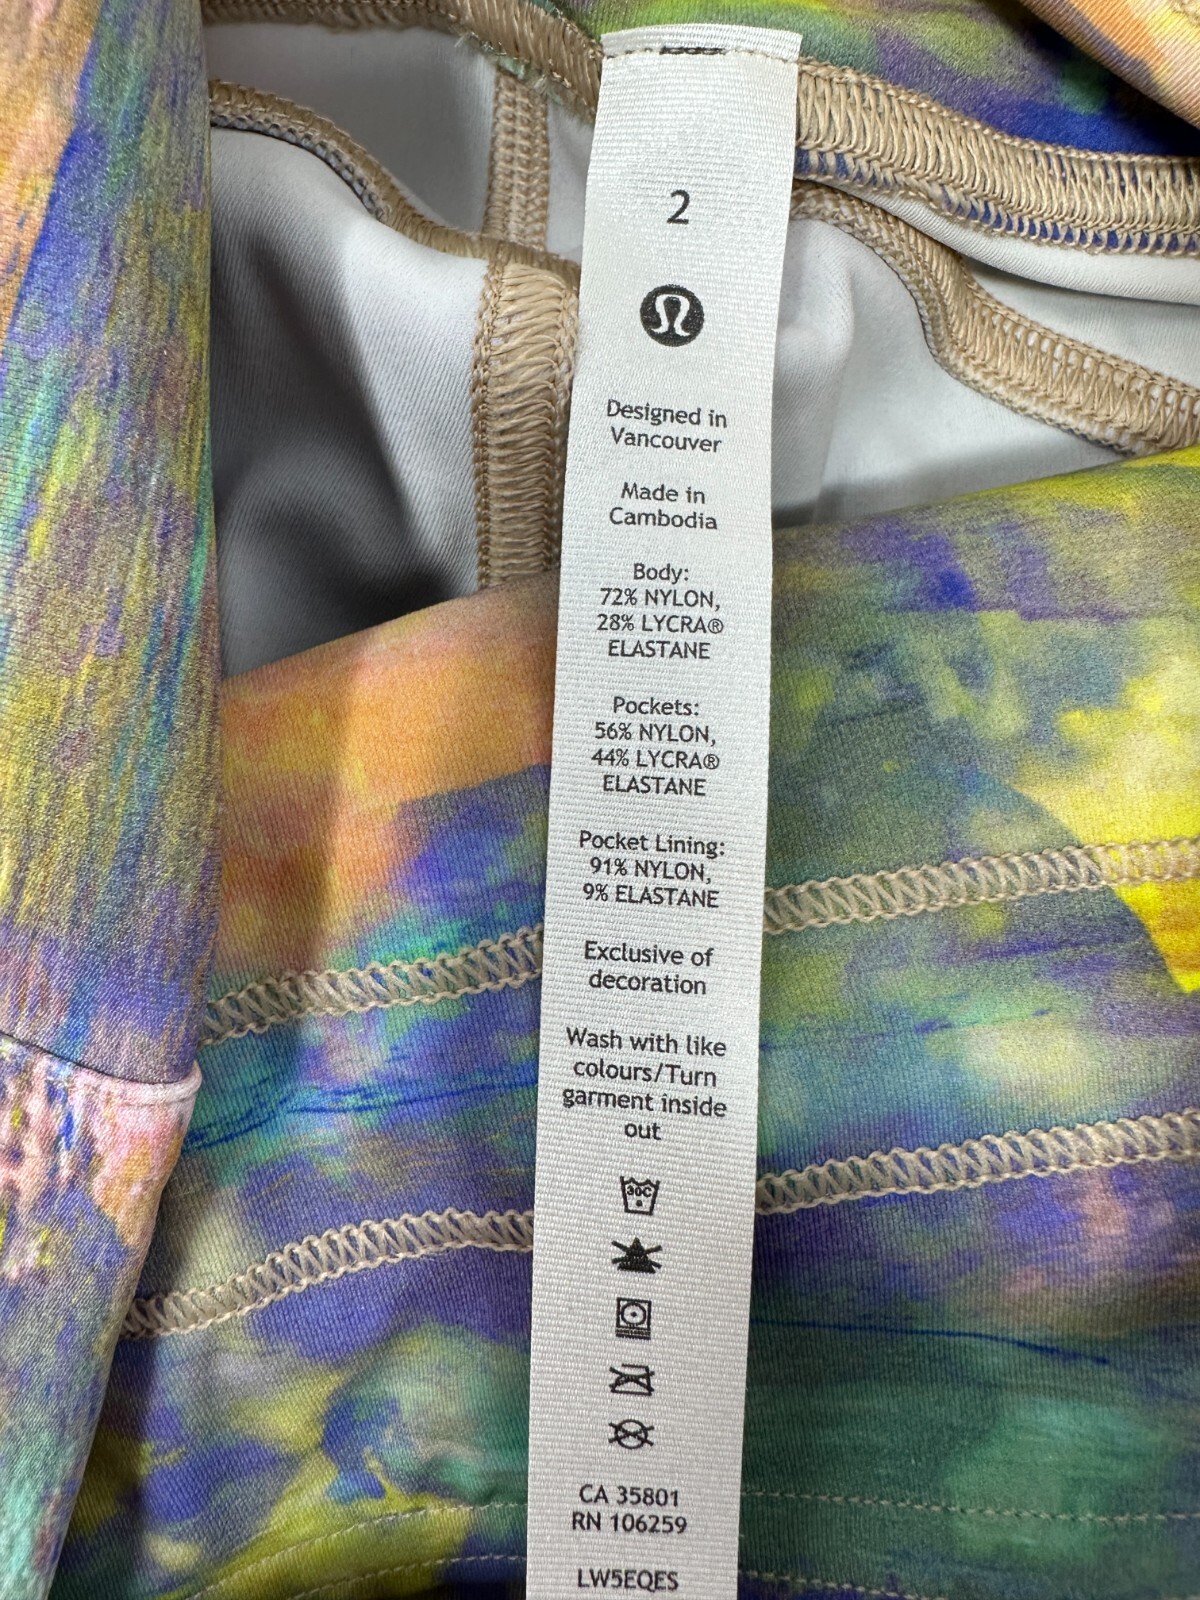 2
Designed in
Vancouver
Made in
Cambodia
Body:
72% NYLON,
28% LYCRA®
ELASTANE
Pockets:
56% NYLON,
44% LYCRA®
ELASTANE
Pocket Lining:
91% NYLON,
9% ELASTANE
Exclusive of
decoration
Wash with like
colours/Turn
garment inside
out
30C
CA 35801
RN 106259
LW5EQES